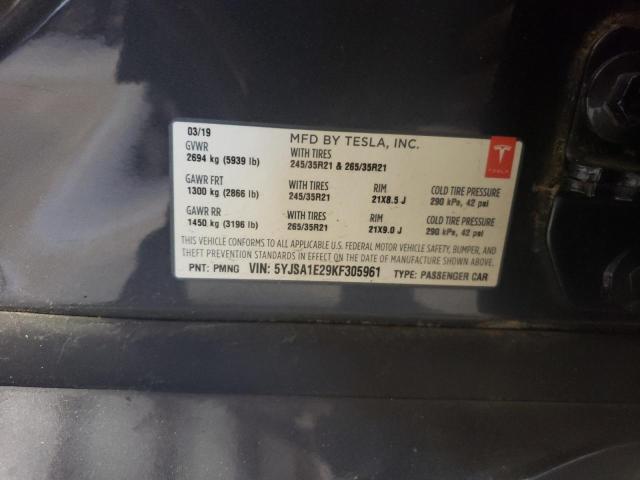 03/19 MFD BY TESLA, INC.
GVWR WITH TIRES
2694 kg (5939 lb) 245/35R21 & 265/35R21
GAWR FRT WITH TIRES RIM COLD TIRE PRESSURE
1300 kg (2866 lb) 245/35R21 21X8.5 J 290 kPa, 42 psi
GAWR RR WITH TIRES RIM COLD TIRE PRESSURE
1450 kg (3196 lb) 265/35R21 21X9.0 J 290 kPa, 42 psi
THIS VEHICLE CONFORMS TO ALL APPLICABLE U.S. FEDERAL MOTOR VEHICLE SAFETY, BUMPER, AND
THEFT PREVENTION STANDARDS IN EFFECT ON THE DATE OF MANUFACTURE SHOWN ABOVE.
PNT: PMNG VIN: 5YJSA1E29KF305961 TYPE: PASSENGER CAR
TESLA